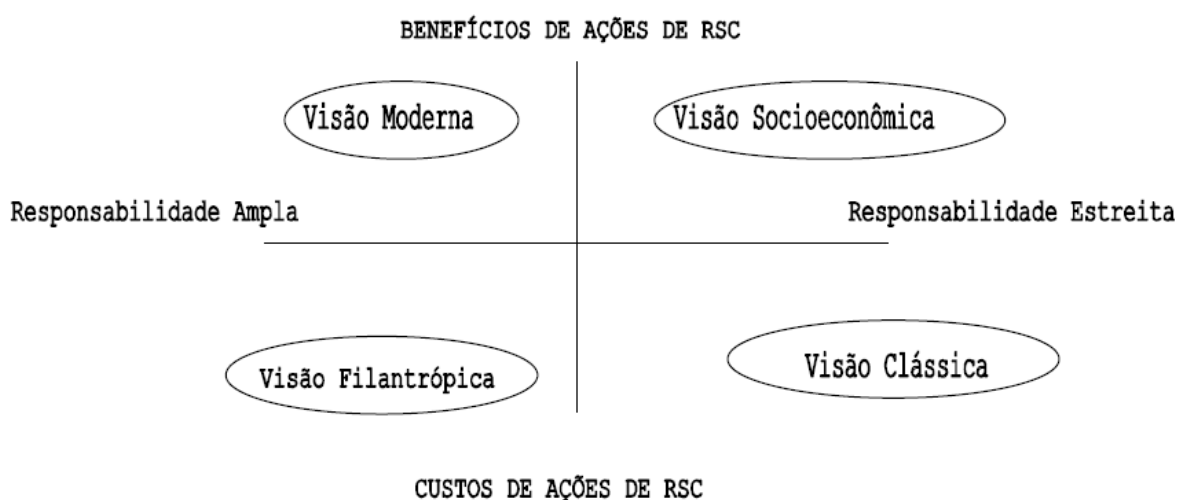 BENEFÍCIOS DE AÇÕES DE RSC
Visão Moderna
Visão Socioeconômica
Responsabilidade Ampla
Responsabilidade Estreita
Visão Filantrópica
Visão Clássica
CUSTOS DE AÇÕES DE RSC